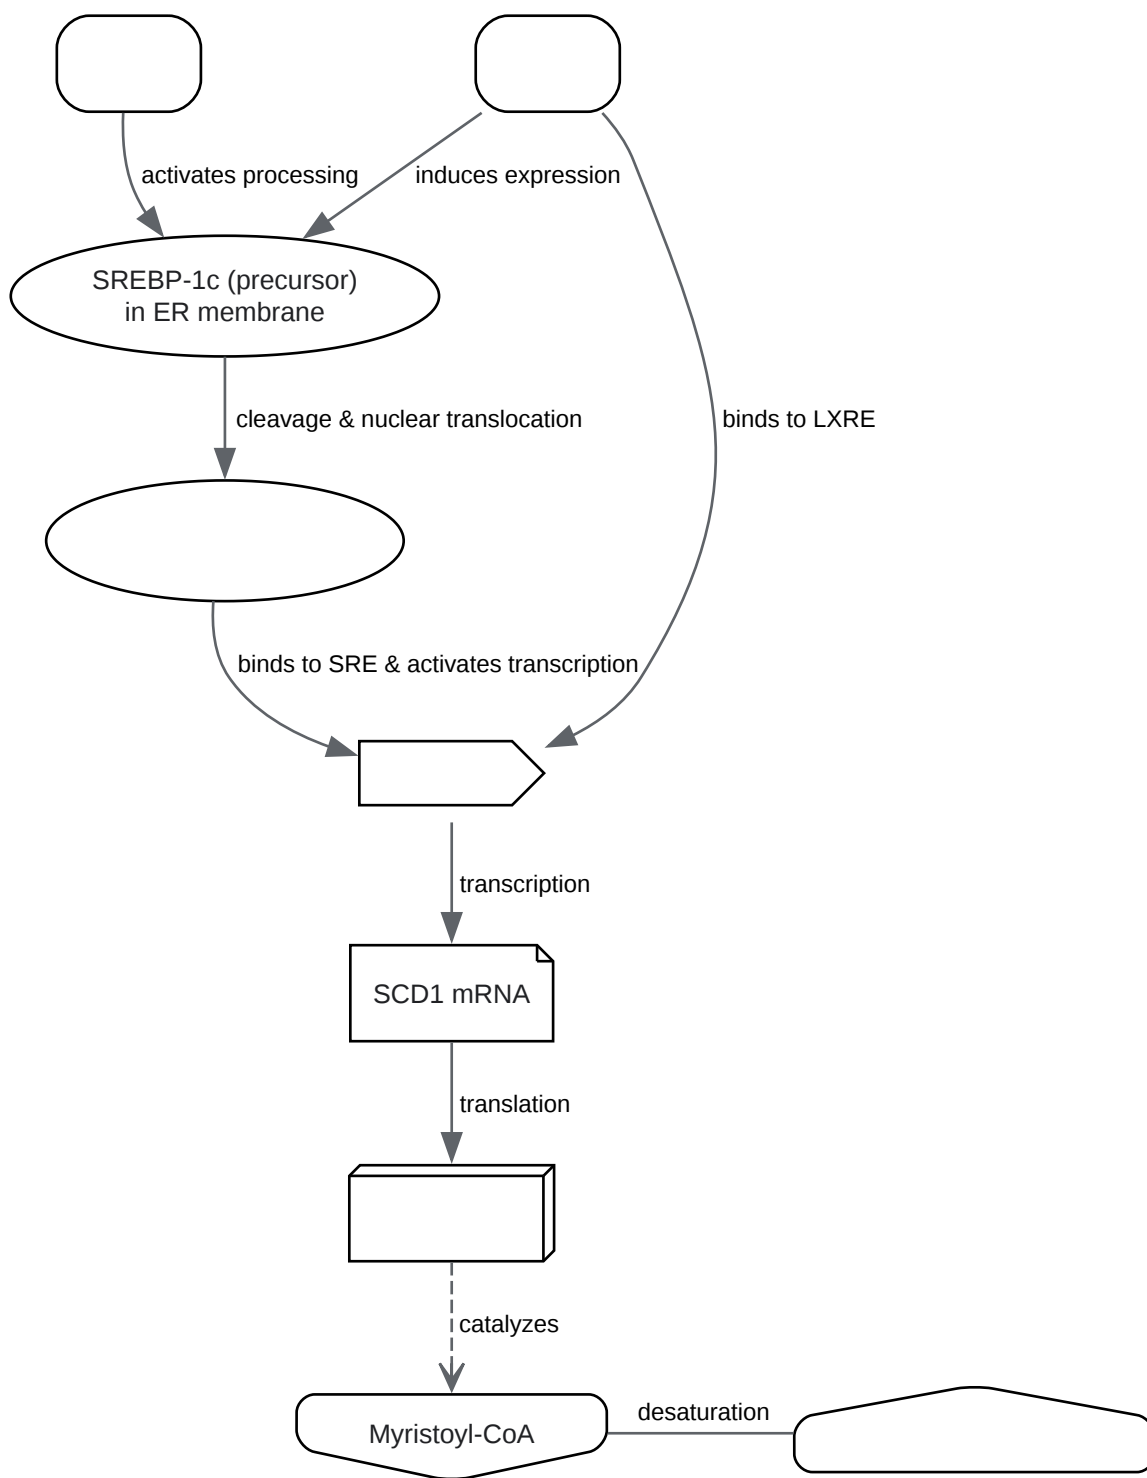 activates processing
induces expression
SREBP-1c (precursor)
in ER membrane
cleavage & nuclear translocation
binds to LXRE
binds to SRE & activates transcription
transcription
SCD1 mRNA
translation
catalyzes
desaturation
Myristoyl-CoA